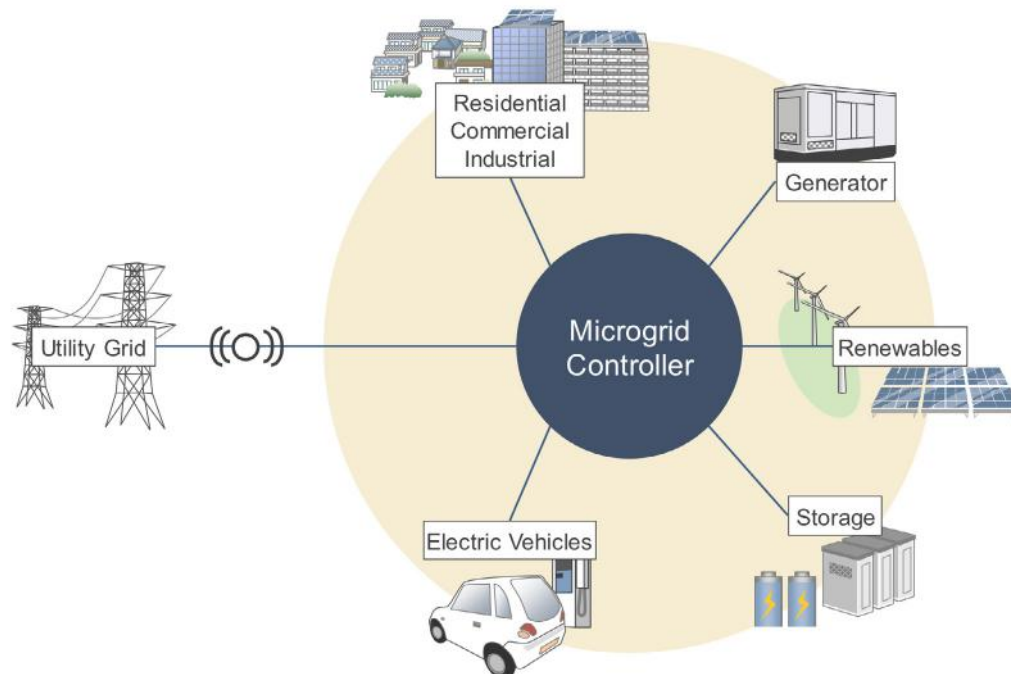 Residential
Commercial
Industrial
Generator
Utility Grid
Microgrid
Controller
Renewables
Storage
Electric Vehicles